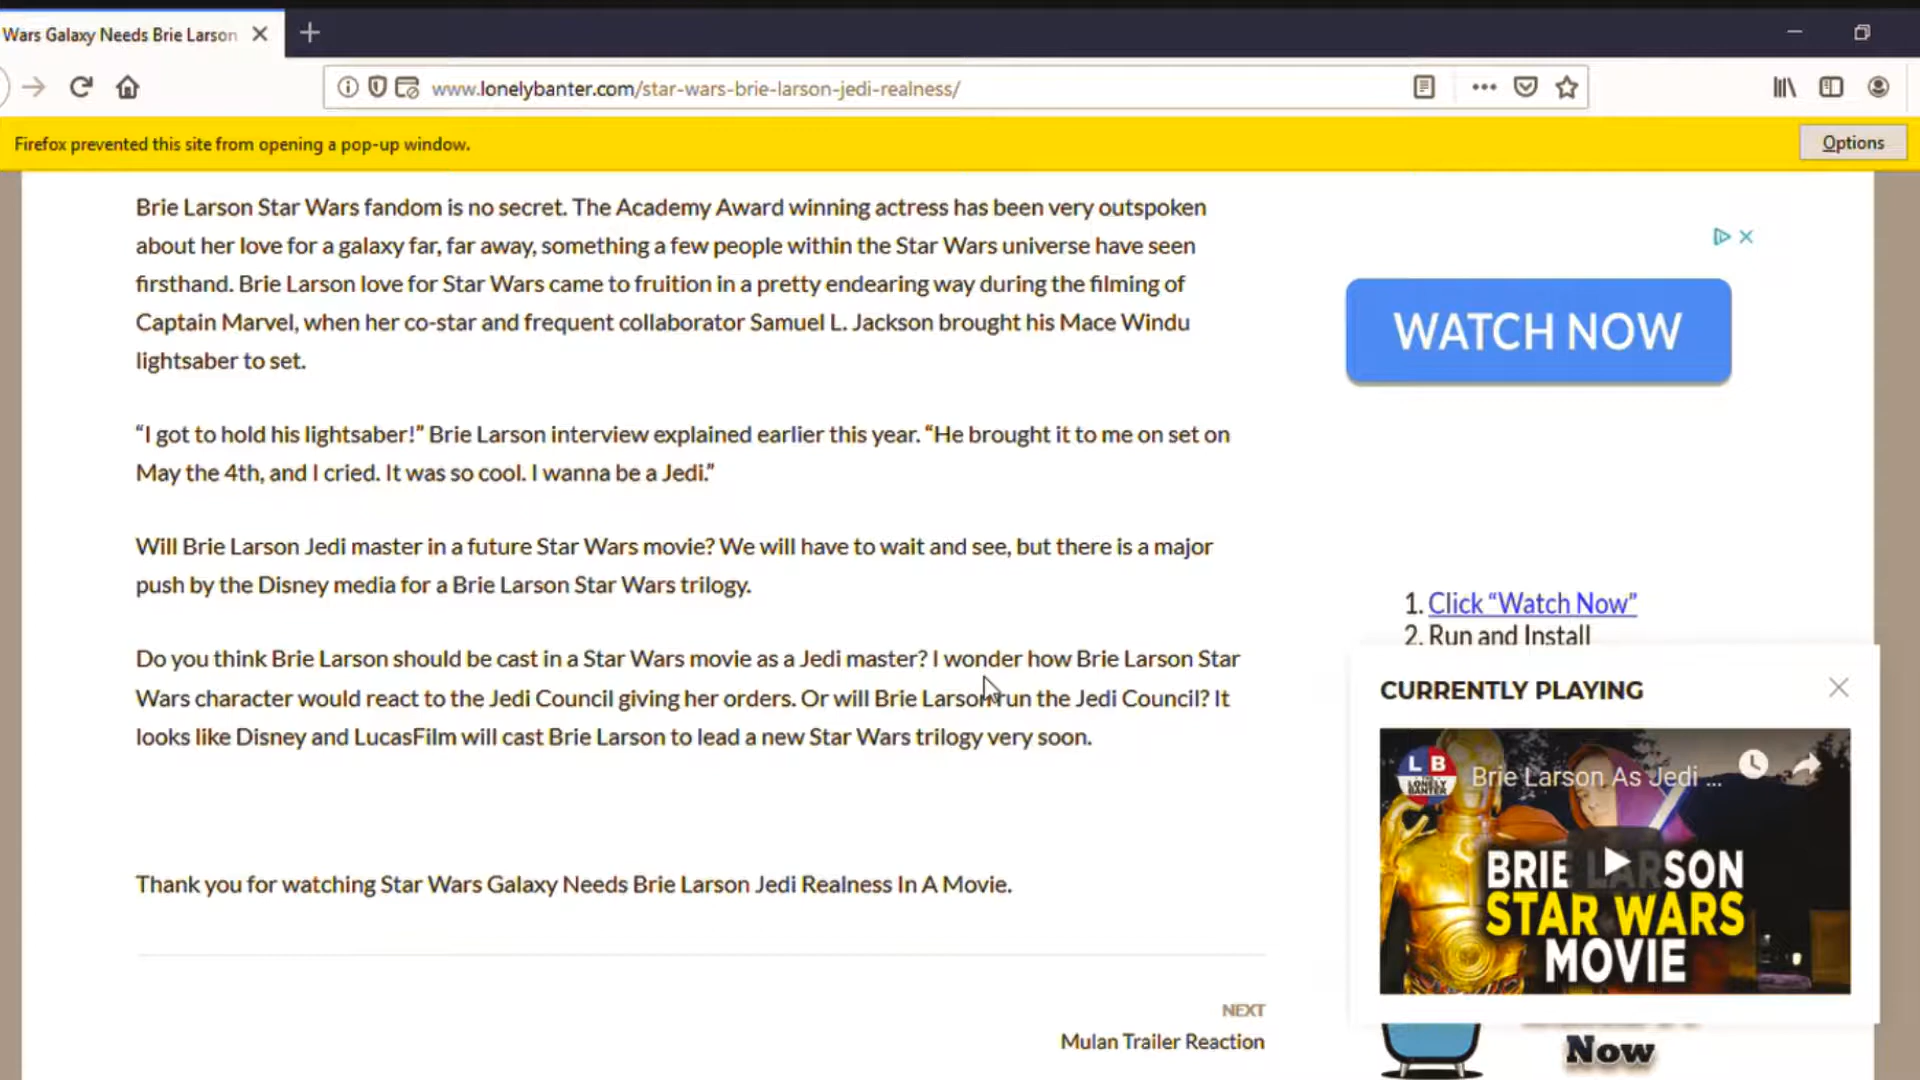 Wars Galaxy Needs Brie Larson
www.lonelybanter.com/star-wars-brie-larson-jedi-realness/
Firefox prevented this site from opening a pop-up window.
Options
Brie Larson Star Wars fandom is no secret. The Academy Award winning actress has been very outspoken
about her love for a galaxy far, far away, something a few people within the Star Wars universe have seen
firsthand. Brie Larson love for Star Wars came to fruition in a pretty endearing way during the filming of
Captain Marvel, when her co-star and frequent collaborator Samuel L. Jackson brought his Mace Windu
lightsaber to set.
“I got to hold his lightsaber!” Brie Larson interview explained earlier this year. “He brought it to me on set on
May the 4th, and I cried. It was so cool. I wanna be a Jedi.”
Will Brie Larson Jedi master in a future Star Wars movie? We will have to wait and see, but there is a major
push by the Disney media for a Brie Larson Star Wars trilogy.
Do you think Brie Larson should be cast in a Star Wars movie as a Jedi master? I wonder how Brie Larson Star
Wars character would react to the Jedi Council giving her orders. Or will Brie Larson run the Jedi Council? It
looks like Disney and LucasFilm will cast Brie Larson to lead a new Star Wars trilogy very soon.
Thank you for watching Star Wars Galaxy Needs Brie Larson Jedi Realness In A Movie.
NEXT
Mulan Trailer Reaction
WATCH NOW
1. Click “Watch Now”
2. Run and Install
CURRENTLY PLAYING
L B
THE
LONELY
BANTER
Brie Larson As Jedi ...
BRIE LARSON
STAR WARS
MOVIE
Now